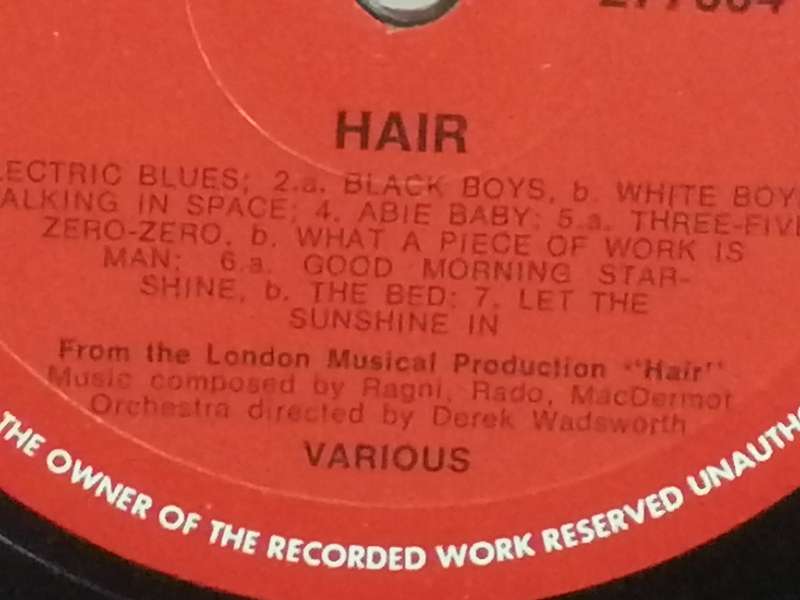 HAIR
LECTRIC BLUES; 2.a. BLACK BOYS, b. WHITE BOY
ALKING IN SPACE; 4. ABIE BABY; 5.a. THREE-FIVE
ZERO-ZERO, b. WHAT A PIECE OF WORK IS
MAN; 6.a. GOOD MORNING STAR-
SHINE, b. THE BED; 7. LET THE
SUNSHINE IN
From the London Musical Production "Hair"
Music composed by Ragni, Rado, MacDermot
Orchestra directed by Derek Wadsworth
VARIOUS
THE OWNER OF THE RECORDED WORK RESERVED UNAUTH